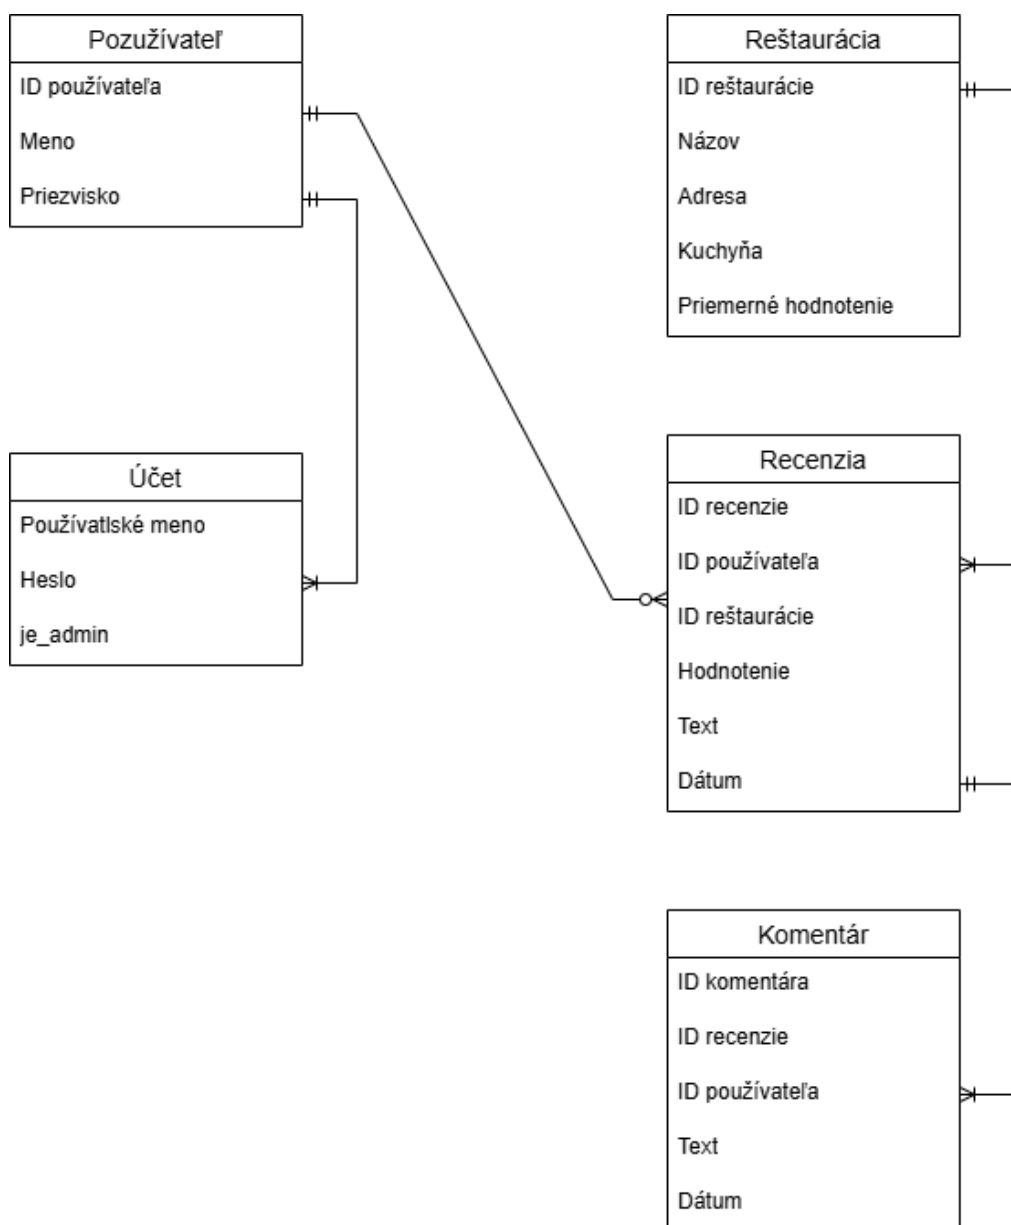 Pozužívateľ
ID používateľa
Meno
Priezvisko
Účet
Používatlské meno
Heslo
je_admin
Reštaurácia
ID reštaurácie
Názov
Adresa
Kuchyňa
Priemerné hodnotenie
Recenzia
ID recenzie
ID používateľa
ID reštaurácie
Hodnotenie
Text
Dátum
Komentár
ID komentára
ID recenzie
ID používateľa
Text
Dátum